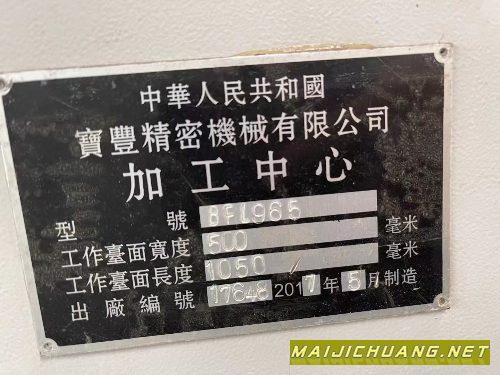 中華人民共和國
寶豐精密機械有限公司
加工中心
型號 BFL965
工作臺面寬度 500 毫米
工作臺面長度 1050 毫米
出廠編號 17648 2017年5月制造
MAIJICHUANG.NET